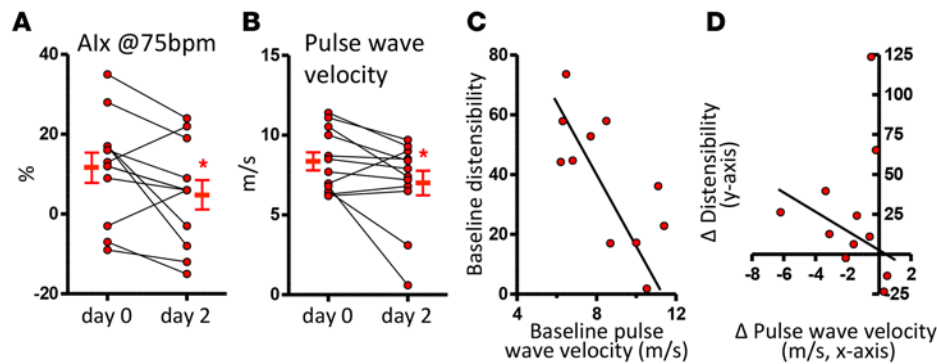 A
AIx @75bpm
%
40
20
0
-20
day 0
day 2
*
B
Pulse wave
velocity
m/s
15
10
5
0
day 0
day 2
*
C
Baseline distensibility
80
60
40
20
0
4
8
12
Baseline pulse
wave velocity (m/s)
D
Δ Distensibility
(y-axis)
125
100
75
50
25
-25
-8
-6
-4
-2
2
Δ Pulse wave velocity
(m/s, x-axis)